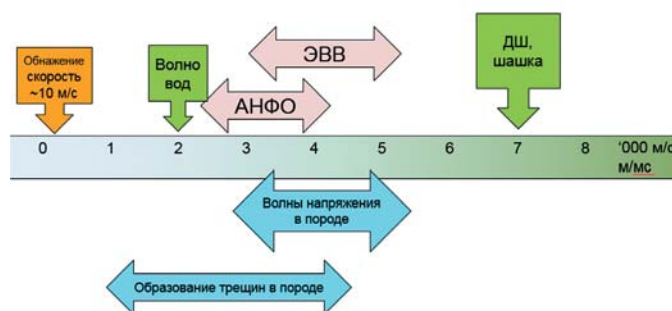 Обнажение
скорость
~10 м/с
Волно
вод
ЭВВ
АНФО
ДШ,
шашка
0 1 2 3 4 5 6 7 8 '000 м/с
м/мс
Волны напряжения
в породе
Образование трещин в породе